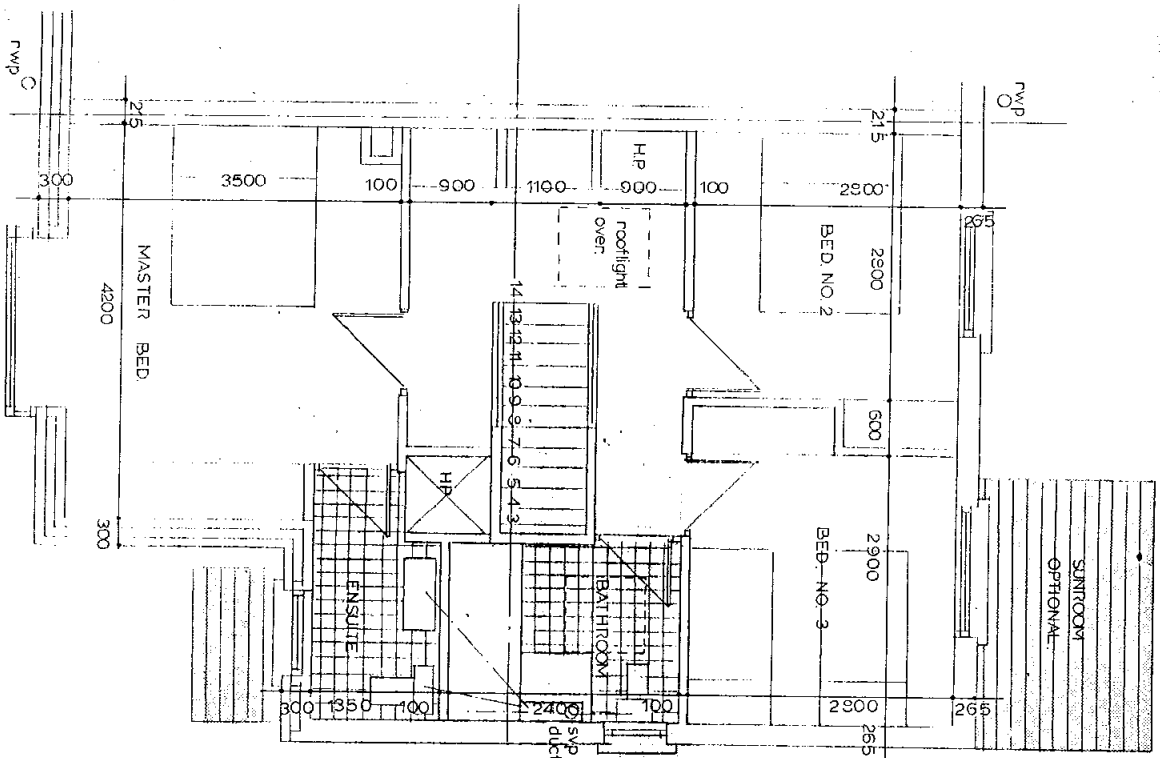 rwp
rwp
215
215
300
3500
100
900
1100
900
100
2800
265
H.P.
rooflight
over.
BED. NO. 2
2800
MASTER BED.
4200
14 13 12 11 10 9 8 7 6 5 4 3
600
H.P.
300
ENSUITE
BATHROOM
BED. NO. 3
2900
SUNROOM
OPTIONAL.
300
1350
100
2400
100
2800
265
265
svp
duct